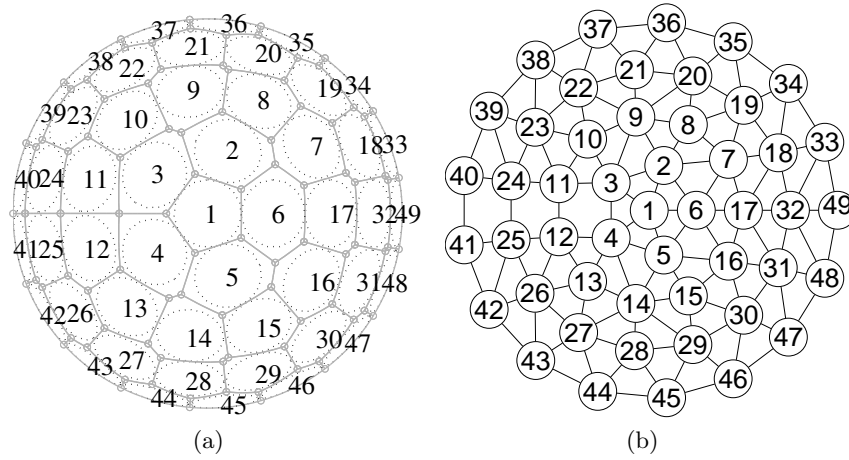 37 36
38 21 20 35
22 19 34
9
39 23 10 8
7 18 33
2
3
40 24 11
1 6 17 32 49
41 25 12 4
5
16 31 48
42 26 13
14 15 30 47
43 27 28 29 46
44 45
(a)
36
37 35
38 21 20 34
22 19
39 9 8 33
23 10 7 18
2
40 24 11 3
1 6 17 32 49
41 25 12 4
5 16 31 48
26 13 15
42 14 30 47
27
43 28 29 46
44 45
(b)